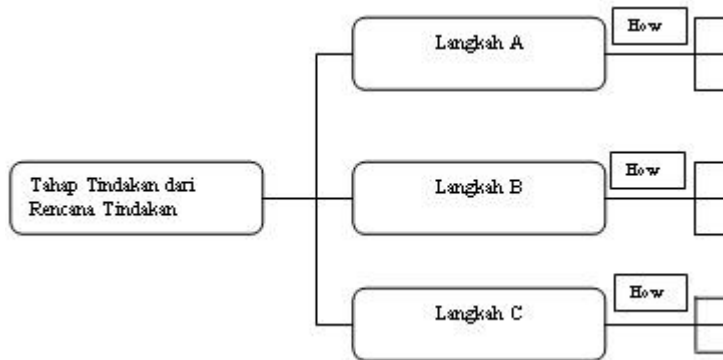 Langkah A
How
Tahap Tindakan dari
Rencana Tindakan
Langkah B
How
Langkah C
How